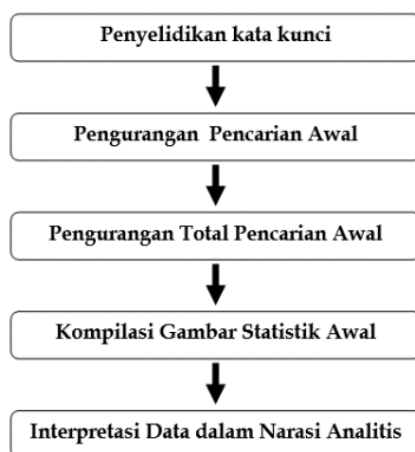 Penyelidikan kata kunci
Pengurangan Pencarian Awal
Pengurangan Total Pencarian Awal
Kompilasi Gambar Statistik Awal
Interpretasi Data dalam Narasi Analitis